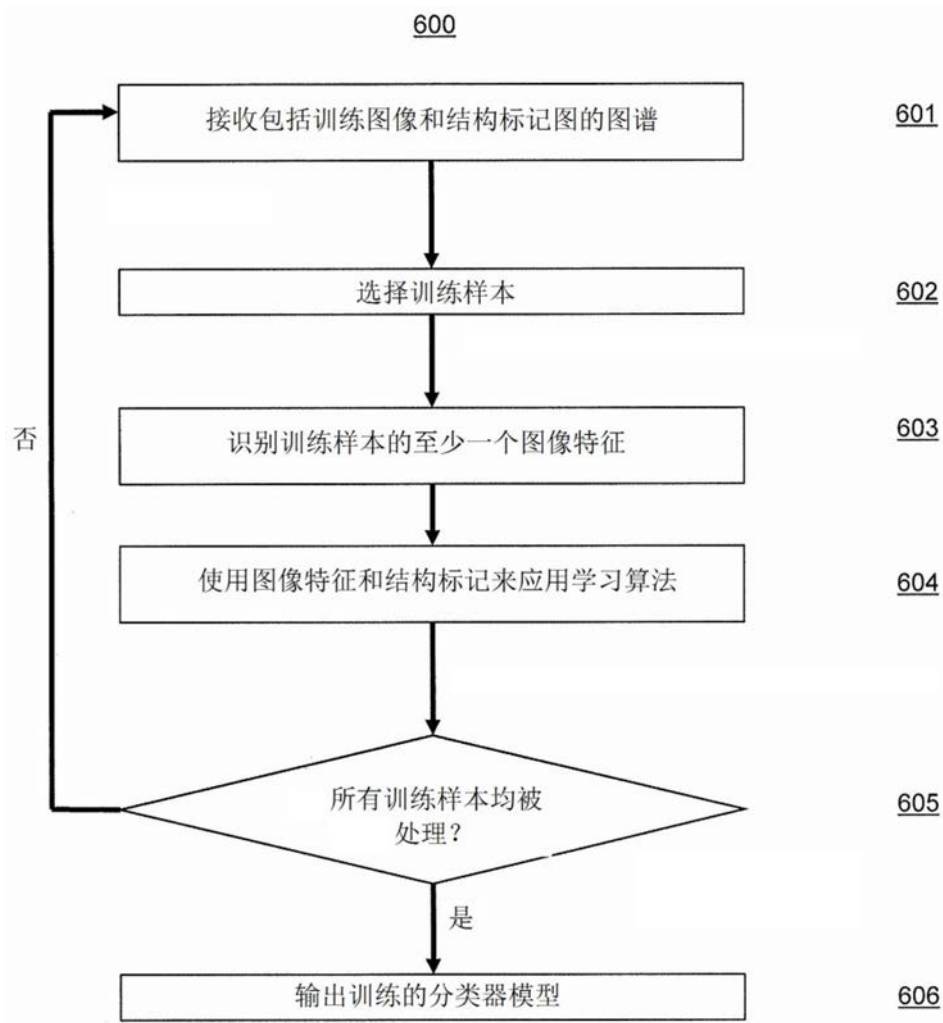 600
接收包括训练图像和结构标记图的图谱
601
选择训练样本
602
识别训练样本的至少一个图像特征
603
否
使用图像特征和结构标记来应用学习算法
604
所有训练样本均被
处理?
605
是
输出训练的分类器模型
606